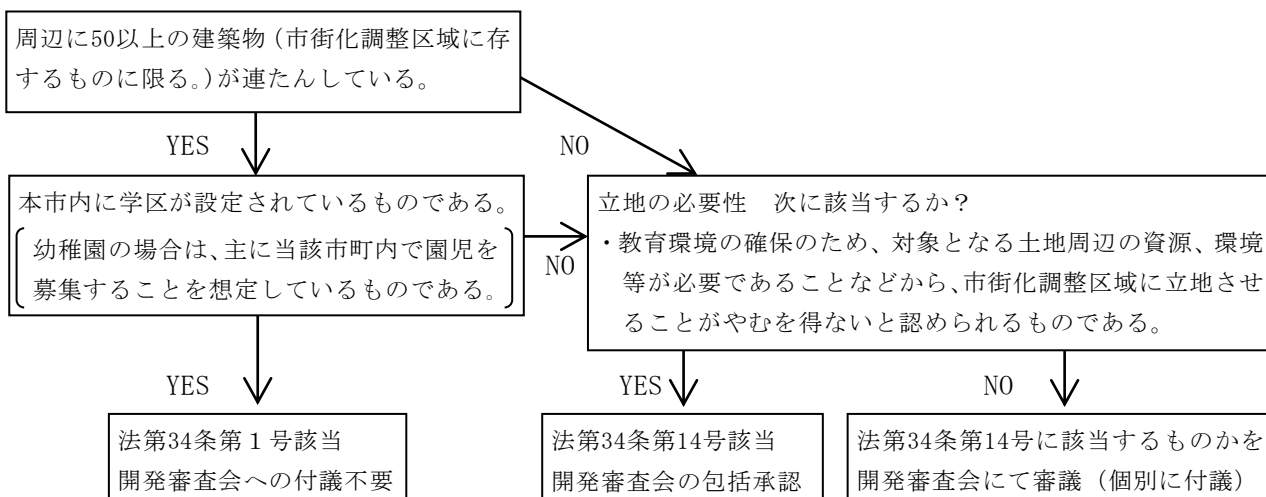 周辺に50以上の建築物(市街化調整区域に存
するものに限る。)が連たんしている。
YES
NO
本市内に学区が設定されているものである。
幼稚園の場合は、主に当該市町内で園児を
募集することを想定しているものである。
NO
立地の必要性　次に該当するか？
・教育環境の確保のため、対象となる土地周辺の資源、環境
等が必要であることなどから、市街化調整区域に立地させ
ることがやむを得ないと認められるものである。
YES
YES
NO
法第34条第１号該当
開発審査会への付議不要
法第34条第14号該当
開発審査会の包括承認
法第34条第14号に該当するものかを
開発審査会にて審議（個別に付議）